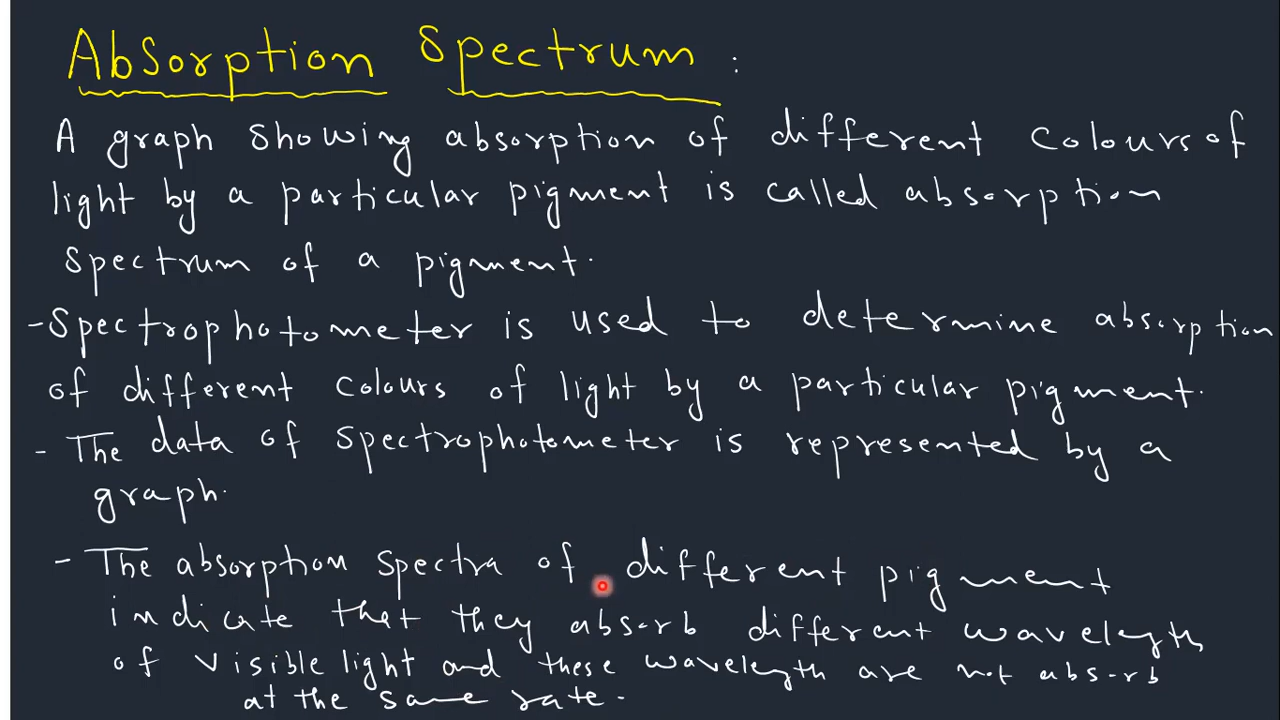 Absorption Spectrum :
A graph showing absorption of different colours of
light by a particular pigment is called absorption
spectrum of a pigment.
- Spectrophotometer is used to determine absorption
of different colours of light by a particular pigment.
- The data of spectrophotometer is represented by a
graph.
- The absorption spectra of different pigment
indicate that they absorb different wavelength
of visible light and these wavelength are not absorb
at the same rate.